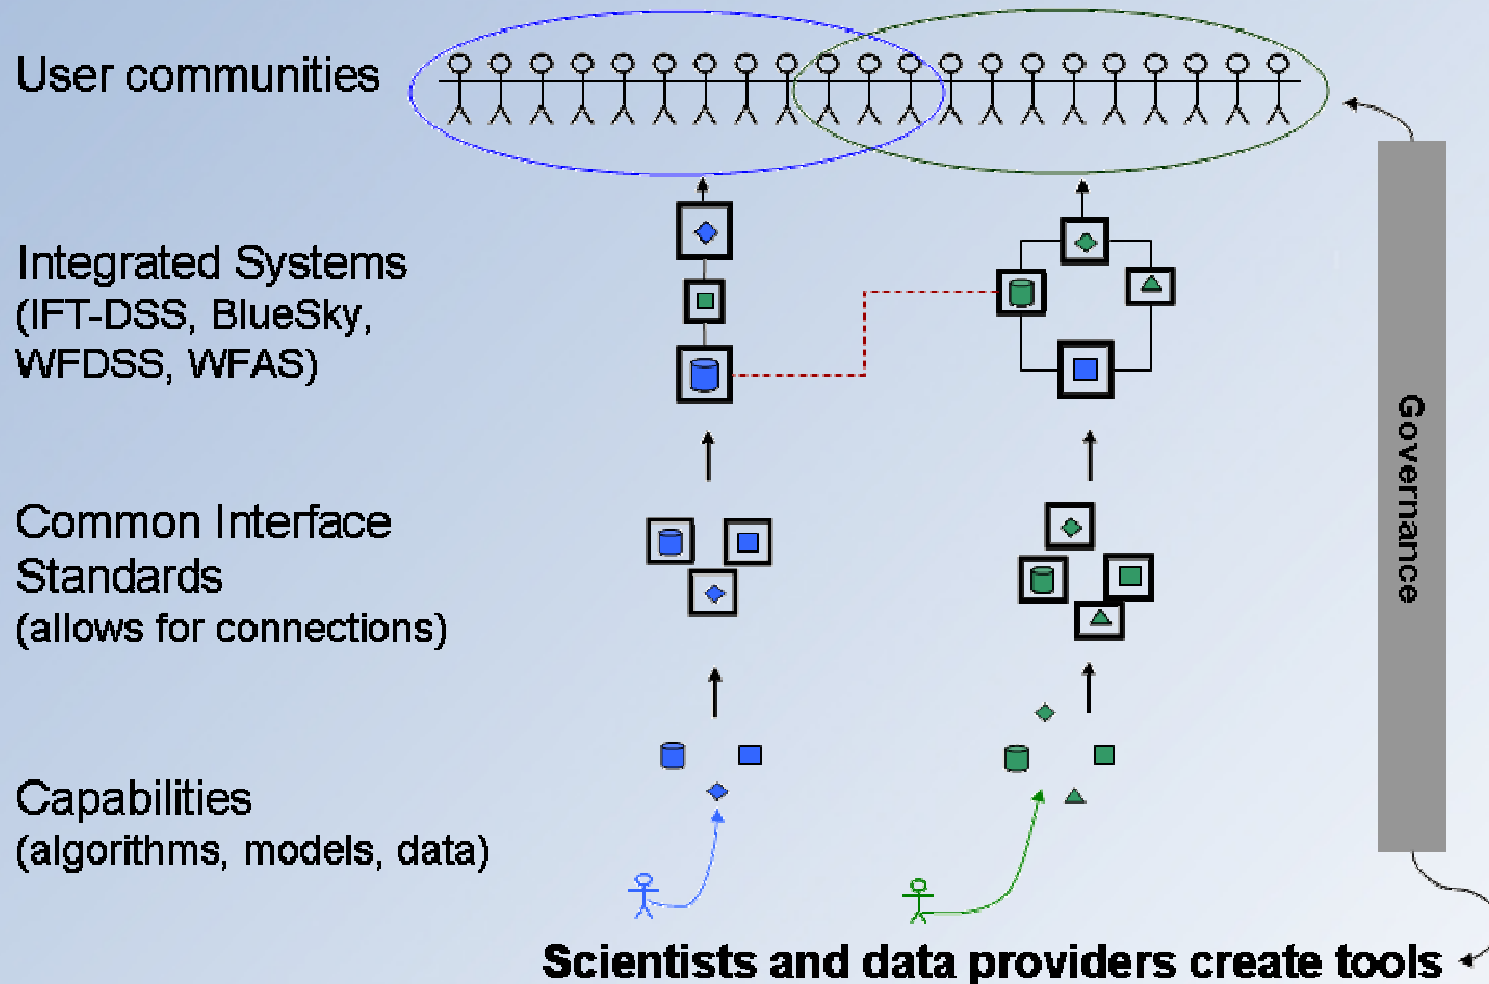 User communities
Integrated Systems
(IFT-DSS, BlueSky,
WFDSS, WFAS)
Governance
Common Interface
Standards
(allows for connections)
Capabilities
(algorithms, models, data)
Scientists and data providers create tools